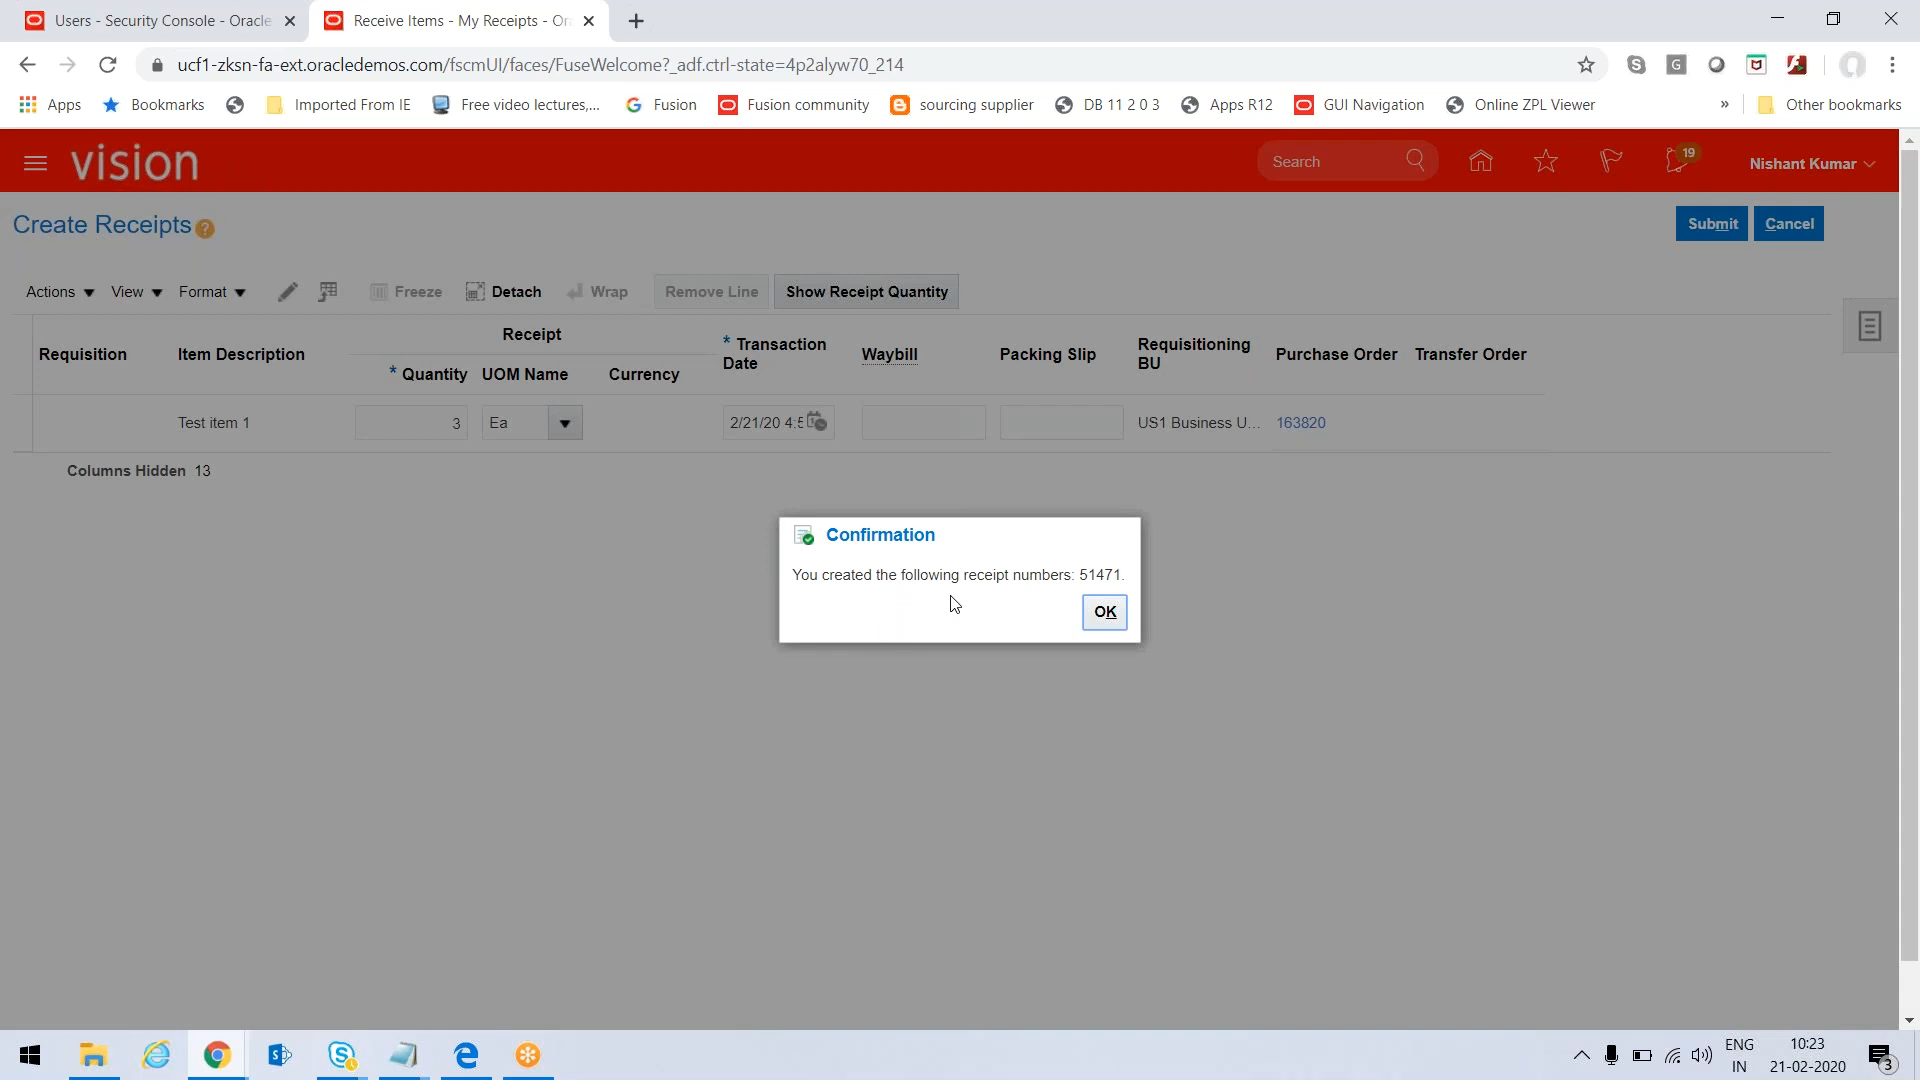 Users - Security Console - Oracle
Receive Items - My Receipts - Or
ucf1-zksn-fa-ext.oracledemos.com/fscmUI/faces/FuseWelcome?_adf.ctrl-state=4p2alyw70_214
Apps Bookmarks Imported From IE Free video lectures,... Fusion Fusion community sourcing supplier DB 11 2 0 3 Apps R12 GUI Navigation Online ZPL Viewer » Other bookmarks
vision Search 19 Nishant Kumar
Create Receipts ? Submit Cancel
Actions View Format Freeze Detach Wrap Remove Line Show Receipt Quantity
Receipt
Requisition Item Description * Quantity UOM Name Currency * Transaction Date Waybill Packing Slip Requisitioning BU Purchase Order Transfer Order
Test item 1 3 Ea 2/21/20 4:5 US1 Business U... 163820
Columns Hidden 13
Confirmation
You created the following receipt numbers: 51471.
OK
ENG 10:23
IN 21-02-2020 3